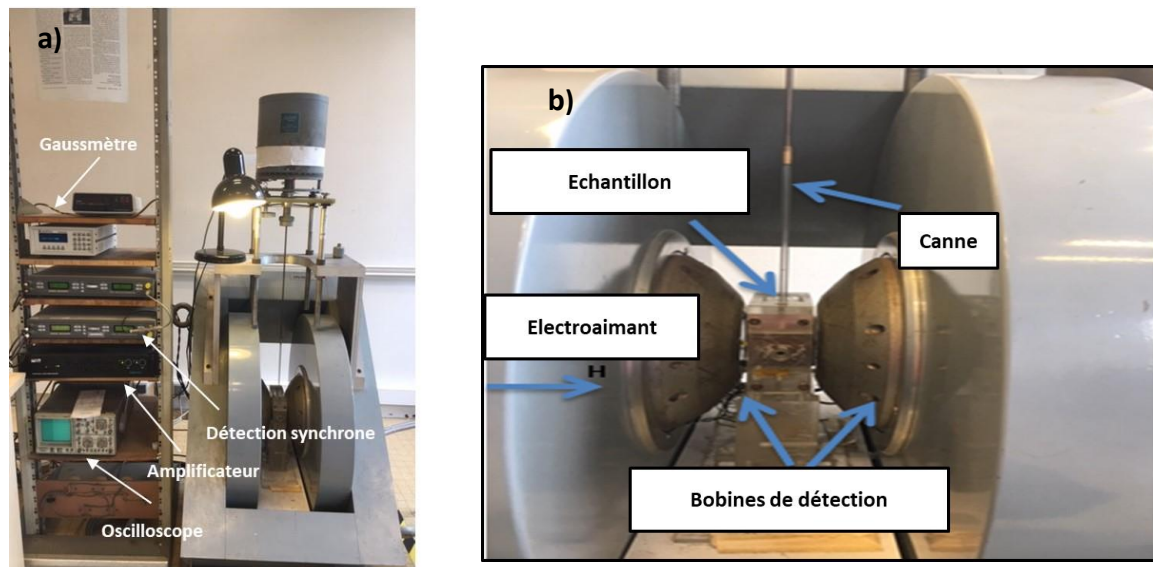 a)
Gaussmètre
Détection synchrone
Amplificateur
Oscilloscope
b)
Echantillon
Canne
Electroaimant
H
Bobines de détection